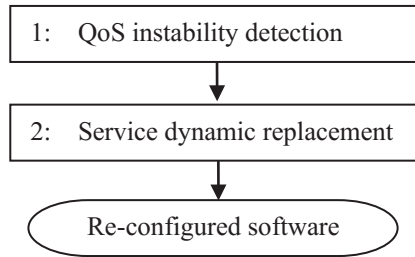 1: QoS instability detection
2: Service dynamic replacement
Re-configured software